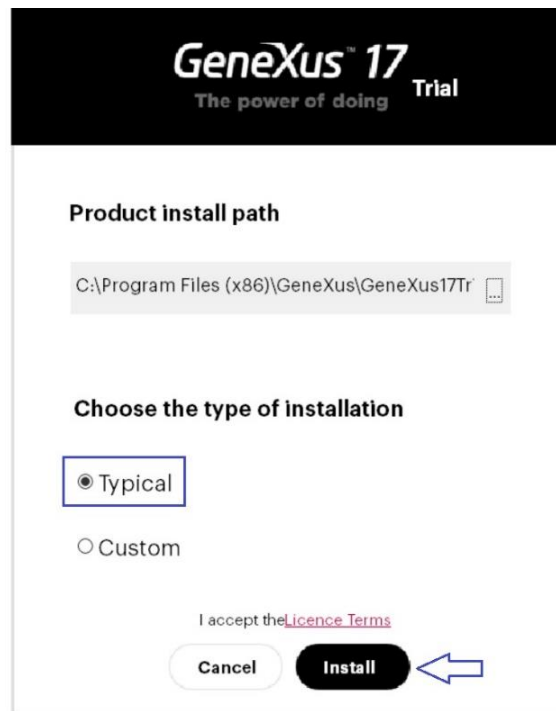 GeneXus™ 17
Trial
The power of doing
Product install path
C:\Program Files (x86)\GeneXus\GeneXus17Tr
...
Choose the type of installation
Typical
Custom
I accept theLicence Terms
Cancel
Install